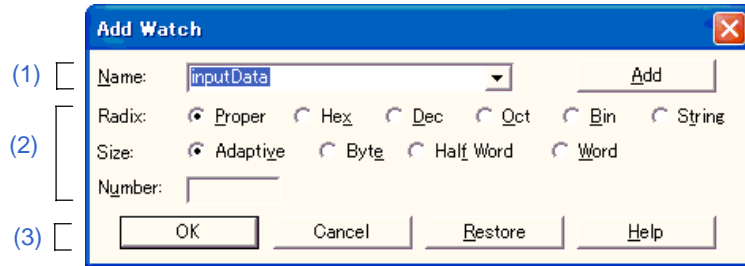 Add Watch
(1) Name: inputData Add
(2) Radix: Proper Hex Dec Oct Bin String
Size: Adaptive Byte Half Word Word
Number:
(3) OK Cancel Restore Help